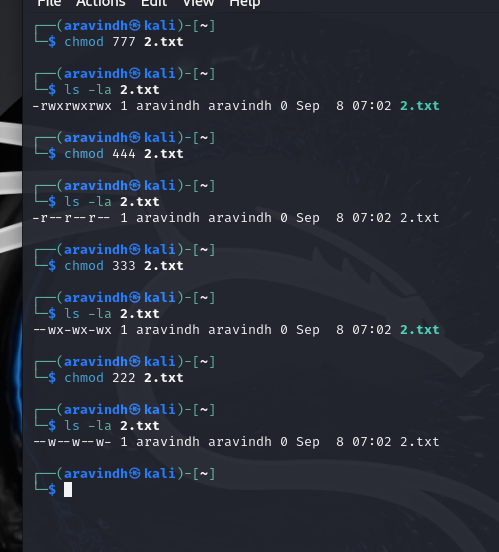 File Actions Edit View Help
┌──(aravindh㉿kali)-[~]
└─$ chmod 777 2.txt
┌──(aravindh㉿kali)-[~]
└─$ ls -la 2.txt
-rwxrwxrwx 1 aravindh aravindh 0 Sep  8 07:02 2.txt
┌──(aravindh㉿kali)-[~]
└─$ chmod 444 2.txt
┌──(aravindh㉿kali)-[~]
└─$ ls -la 2.txt
-r--r--r-- 1 aravindh aravindh 0 Sep  8 07:02 2.txt
┌──(aravindh㉿kali)-[~]
└─$ chmod 333 2.txt
┌──(aravindh㉿kali)-[~]
└─$ ls -la 2.txt
--wx-wx-wx 1 aravindh aravindh 0 Sep  8 07:02 2.txt
┌──(aravindh㉿kali)-[~]
└─$ chmod 222 2.txt
┌──(aravindh㉿kali)-[~]
└─$ ls -la 2.txt
--w--w--w- 1 aravindh aravindh 0 Sep  8 07:02 2.txt
┌──(aravindh㉿kali)-[~]
└─$